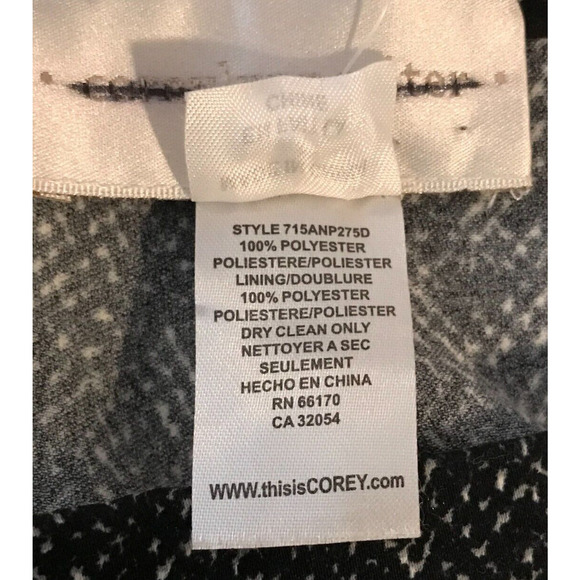 STYLE 715ANP275D
100% POLYESTER
POLIESTERE/POLIESTER
LINING/DOUBLURE
100% POLYESTER
POLIESTERE/POLIESTER
DRY CLEAN ONLY
NETTOYER A SEC
SEULEMENT
HECHO EN CHINA
RN 66170
CA 32054
WWW.thisisCOREY.com